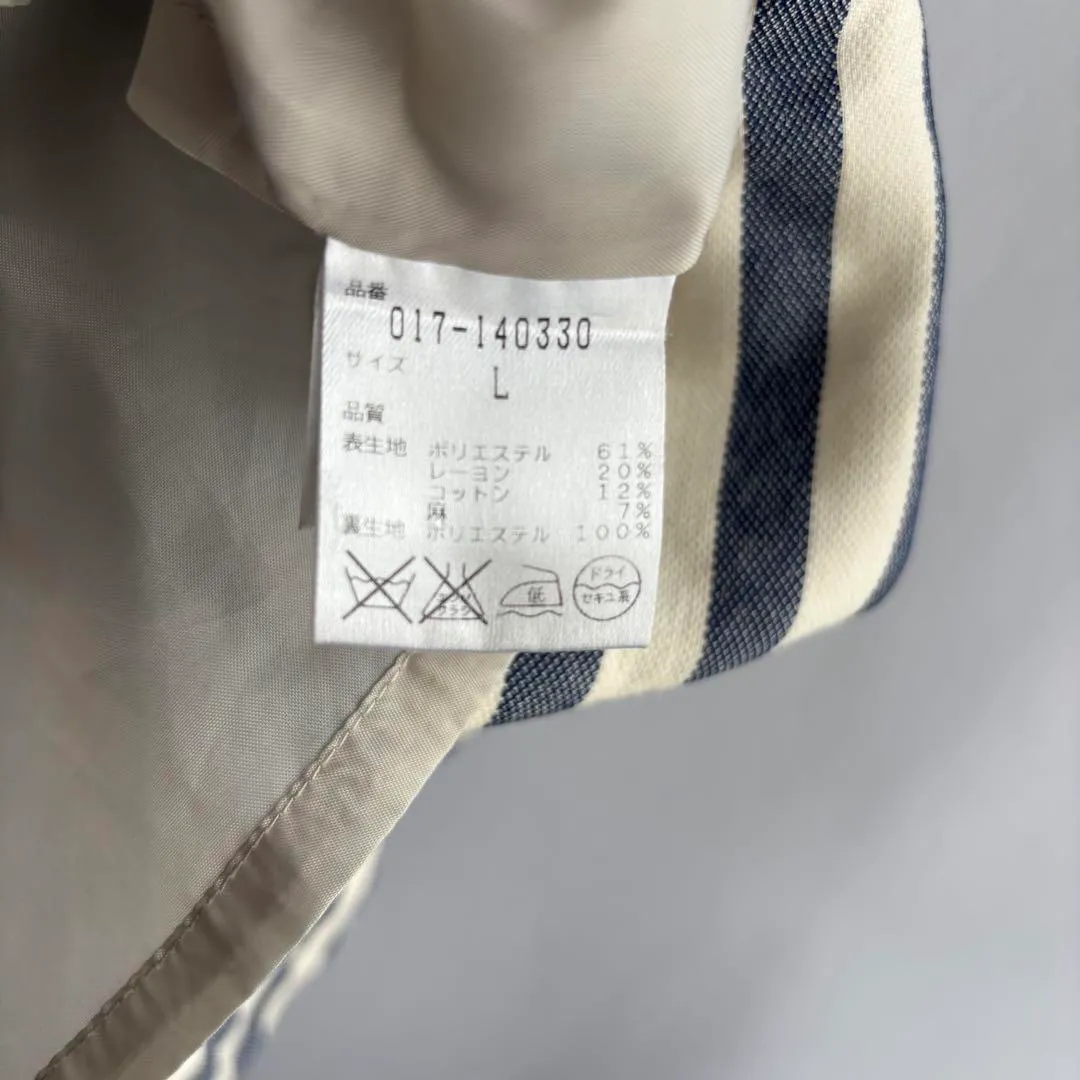 品番
017-140330
サイズ
L
品質
表生地 ポリエステル 61%
レーヨン 20%
コットン 12%
麻 7%
裏生地 ポリエステル 100%
低
ドライ
セキユ系